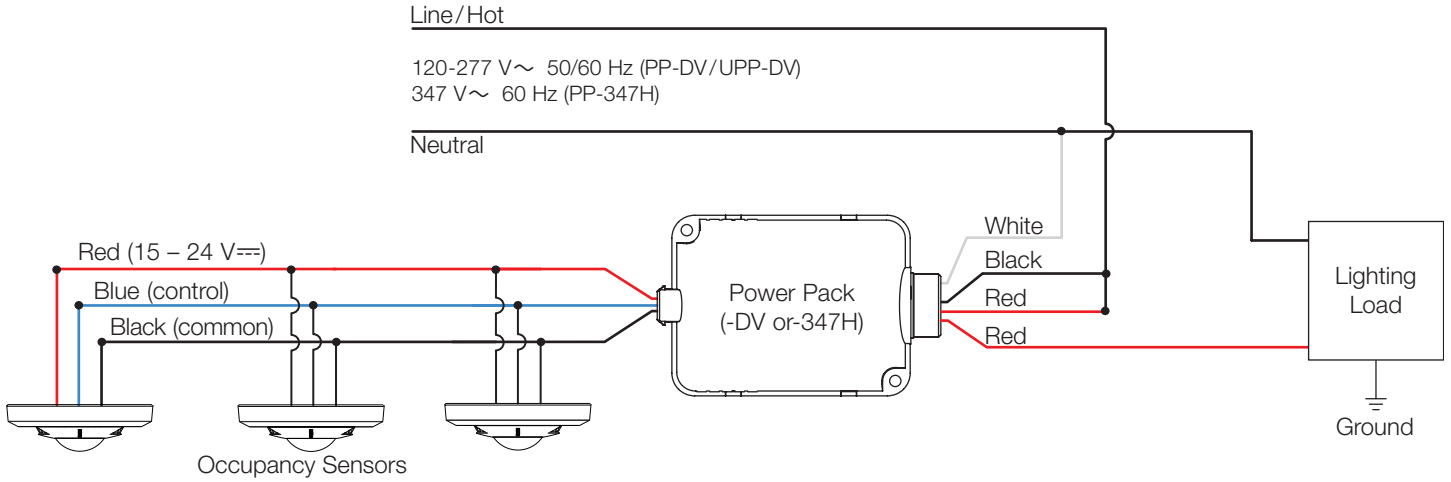 Line/Hot
120-277 V~ 50/60 Hz (PP-DV/UPP-DV)
347 V~ 60 Hz (PP-347H)
Neutral
White
Black
Red
Red
Power Pack
(-DV or-347H)
Lighting
Load
Ground
Red (15 – 24 V⎓)
Blue (control)
Black (common)
Occupancy Sensors